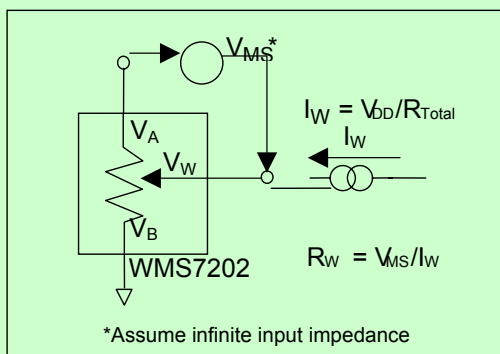 VMS*
IW = VDD/RTotal
IW
VA
VW
VB
WMS7202
RW = VMS/IW
*Assume infinite input impedance